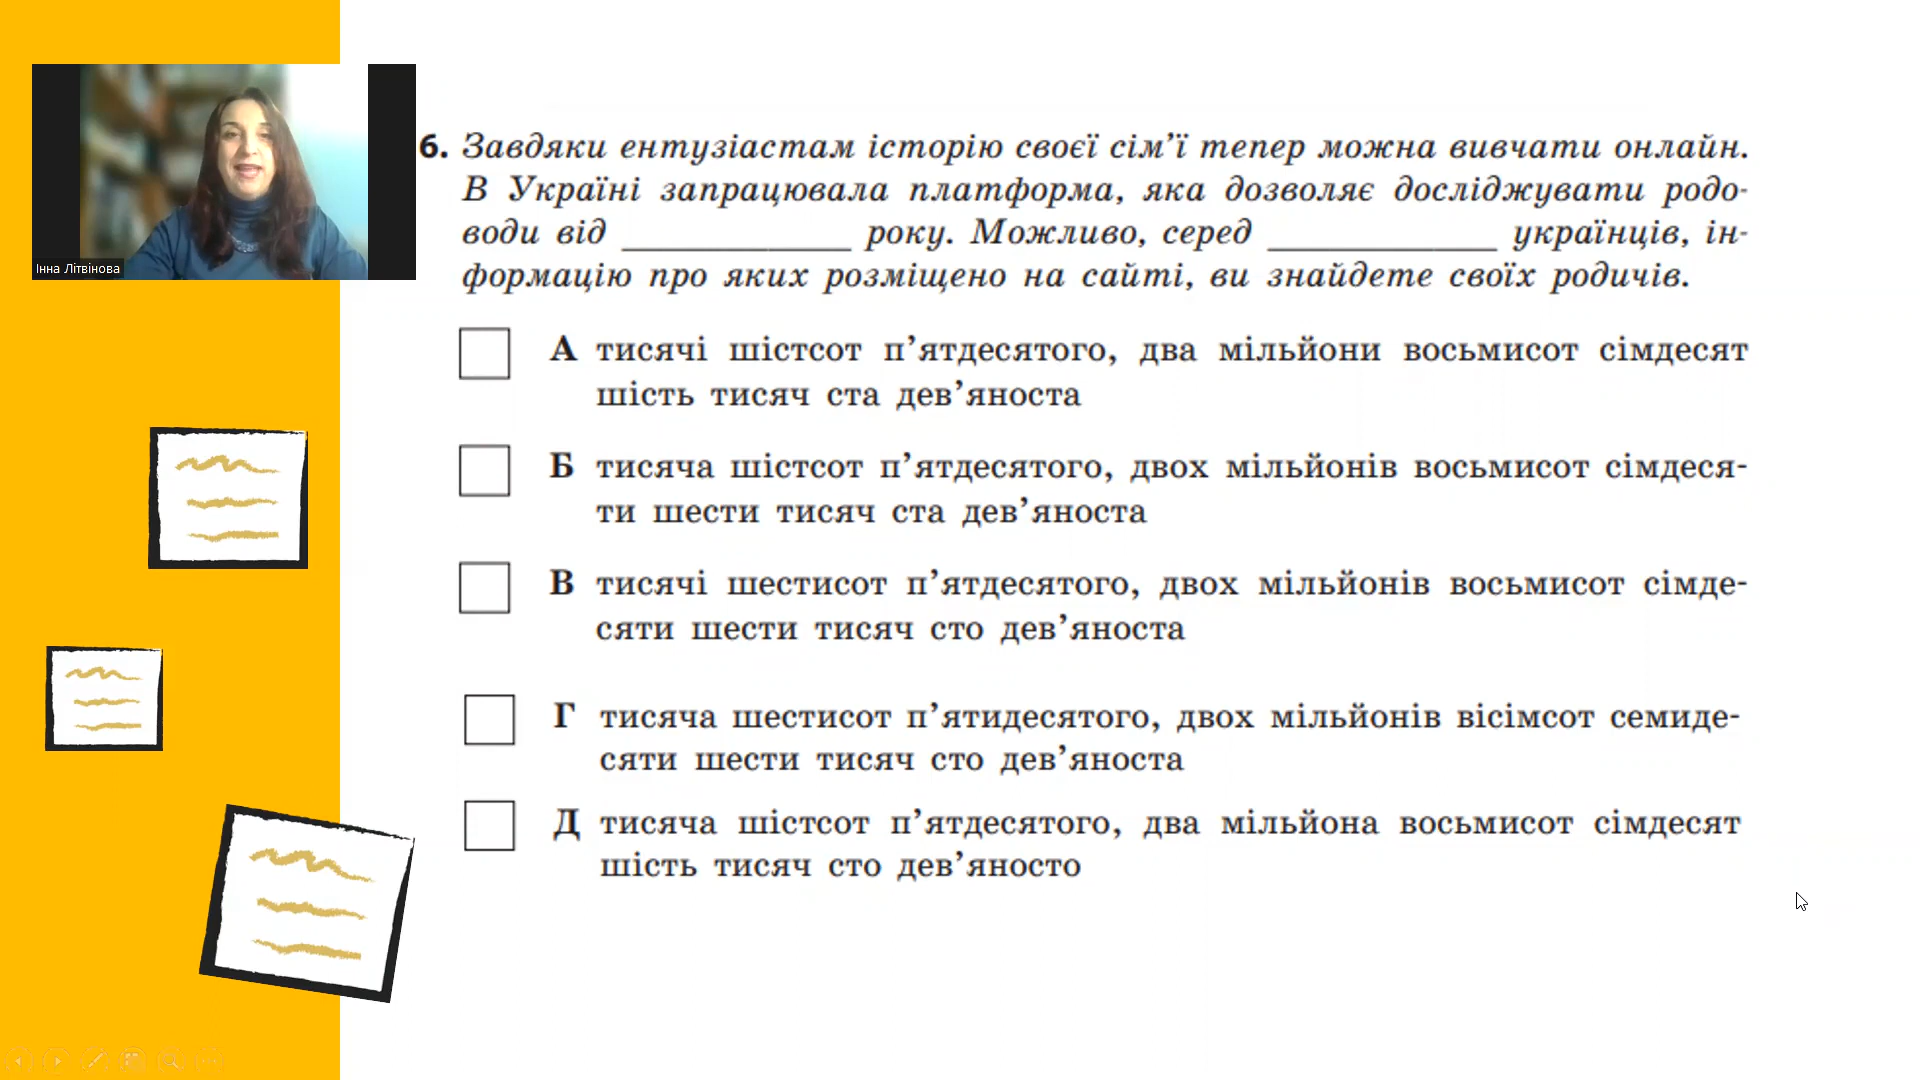 Інна Літвінова
6. Завдяки ентузіастам історію своєї сім’ї тепер можна вивчати онлайн.
В Україні запрацювала платформа, яка дозволяє досліджувати родо-
води від ____________ року. Можливо, серед ____________ українців, ін-
формацію про яких розміщено на сайті, ви знайдете своїх родичів.
А тисячі шістсот п’ятдесятого, два мільйони восьмисот сімдесят
шість тисяч ста дев’яноста
Б тисяча шістсот п’ятдесятого, двох мільйонів восьмисот сімдеся-
ти шести тисяч ста дев’яноста
В тисячі шестисот п’ятдесятого, двох мільйонів восьмисот сімде-
сяти шести тисяч сто дев’яноста
Г тисяча шестисот п’ятидесятого, двох мільйонів вісімсот семиде-
сяти шести тисяч сто дев’яноста
Д тисяча шістсот п’ятдесятого, два мільйона восьмисот сімдесят
шість тисяч сто дев’яносто